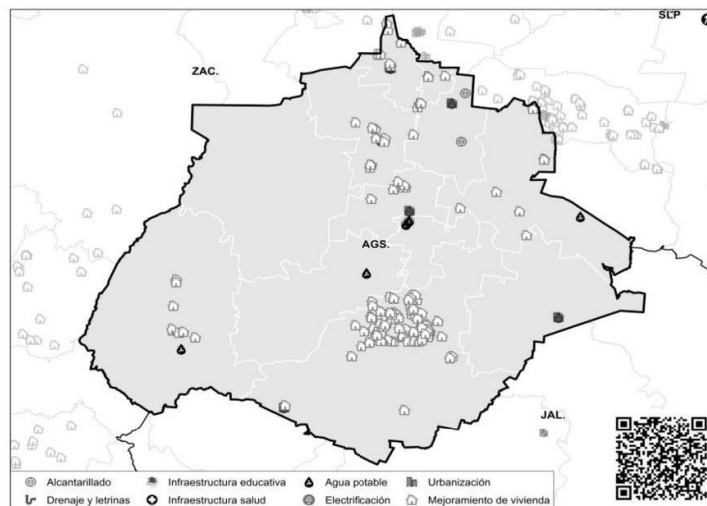 SLP
ZAC.
AGS.
JAL.
Alcantarillado Infraestructura educativa Agua potable Urbanización
Drenaje y letrinas Infraestructura salud Electrificación Mejoramiento de vivienda